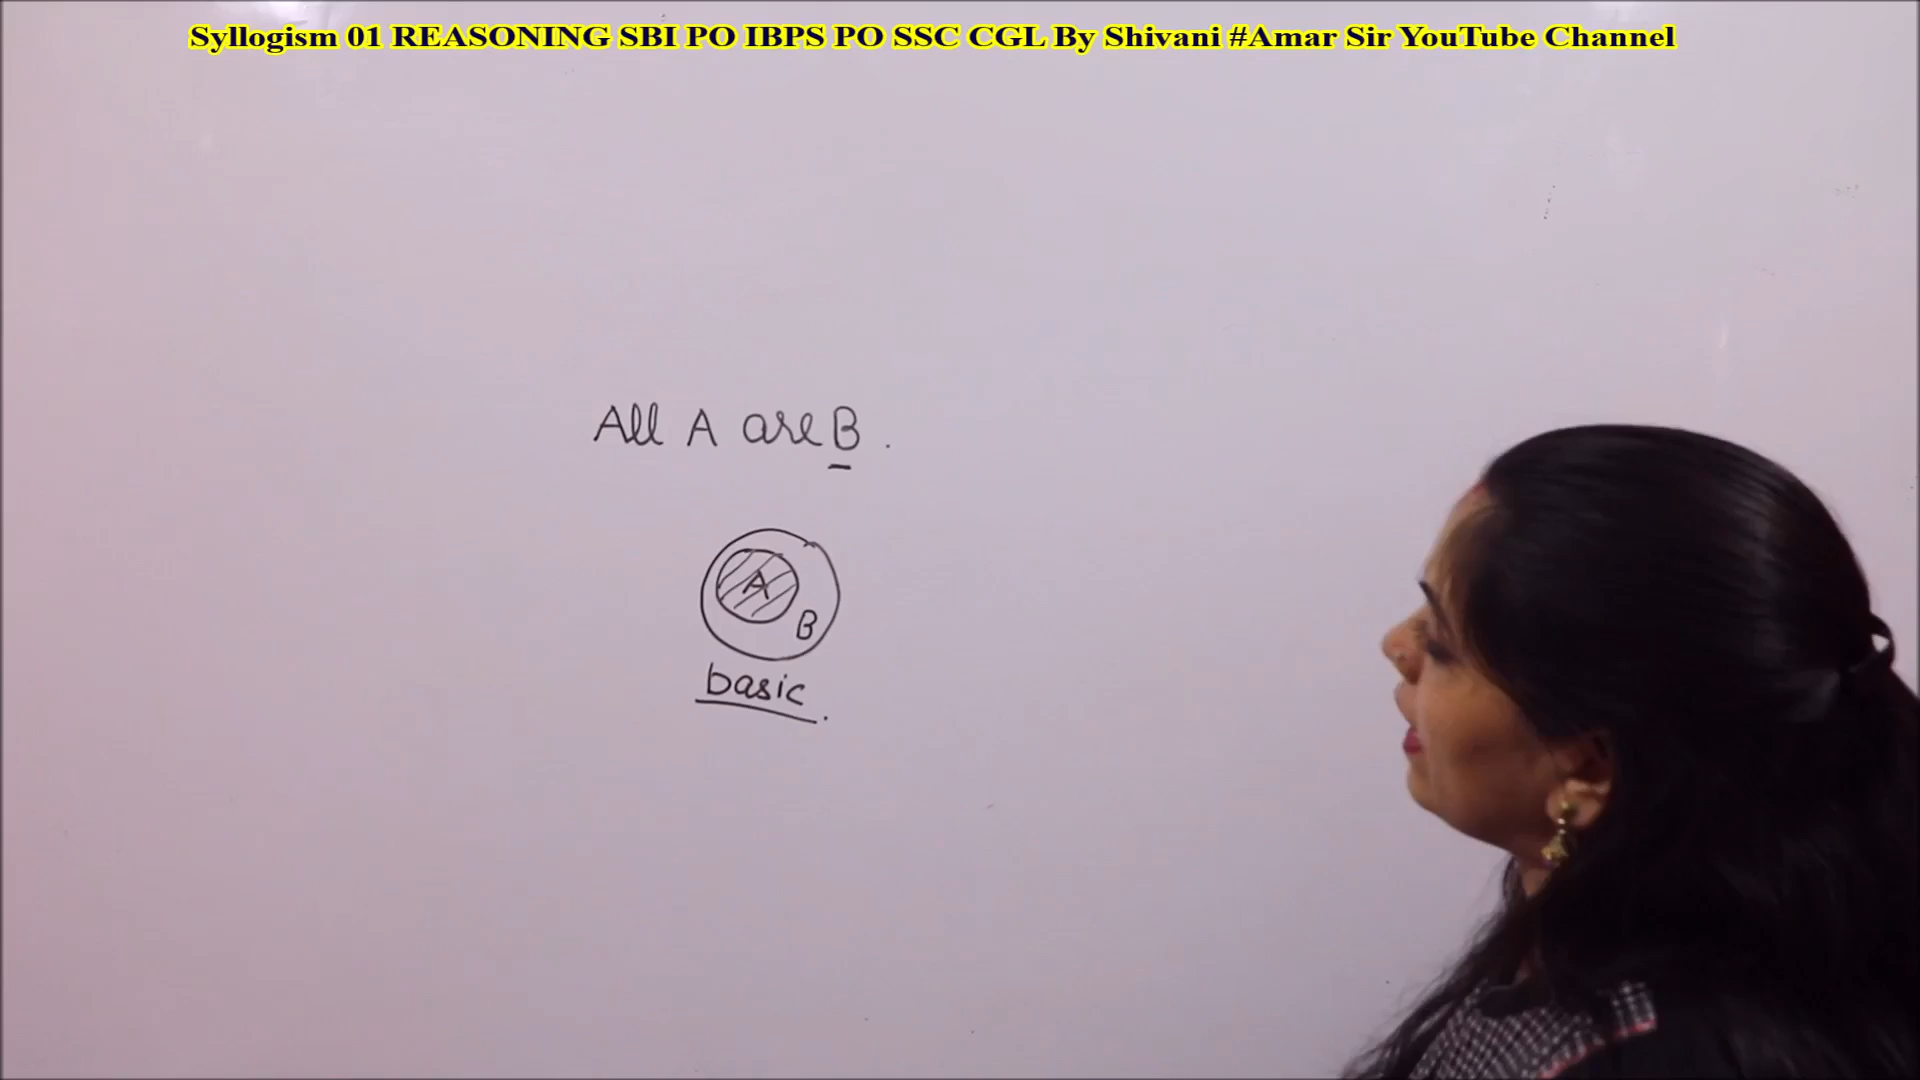 Syllogism 01 REASONING SBI PO IBPS PO SSC CGL By Shivani #Amar Sir YouTube Channel
All A are B .
A
B
basic .